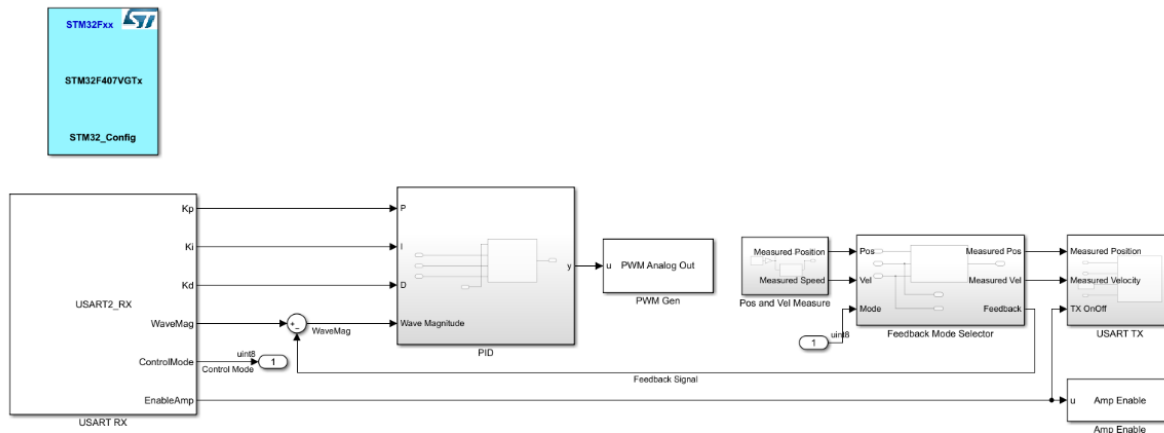 STM32Fxx
ST
STM32F407VGTx
STM32_Config
USART2_RX
Kp
Ki
Kd
WaveMag
ControlMode
EnableAmp
USART RX
uint8
1
Control Mode
+
-
WaveMag
P
I
D
Wave Magnitude
y
PID
u
PWM Analog Out
PWM Gen
Measured Position
Measured Speed
Pos and Vel Measure
uint8
1
Pos
Vel
Mode
Measured Pos
Measured Vel
Feedback
Feedback Mode Selector
Feedback Signal
Measured Position
Measured Velocity
TX OnOff
USART TX
u
Amp Enable
Amp Enable